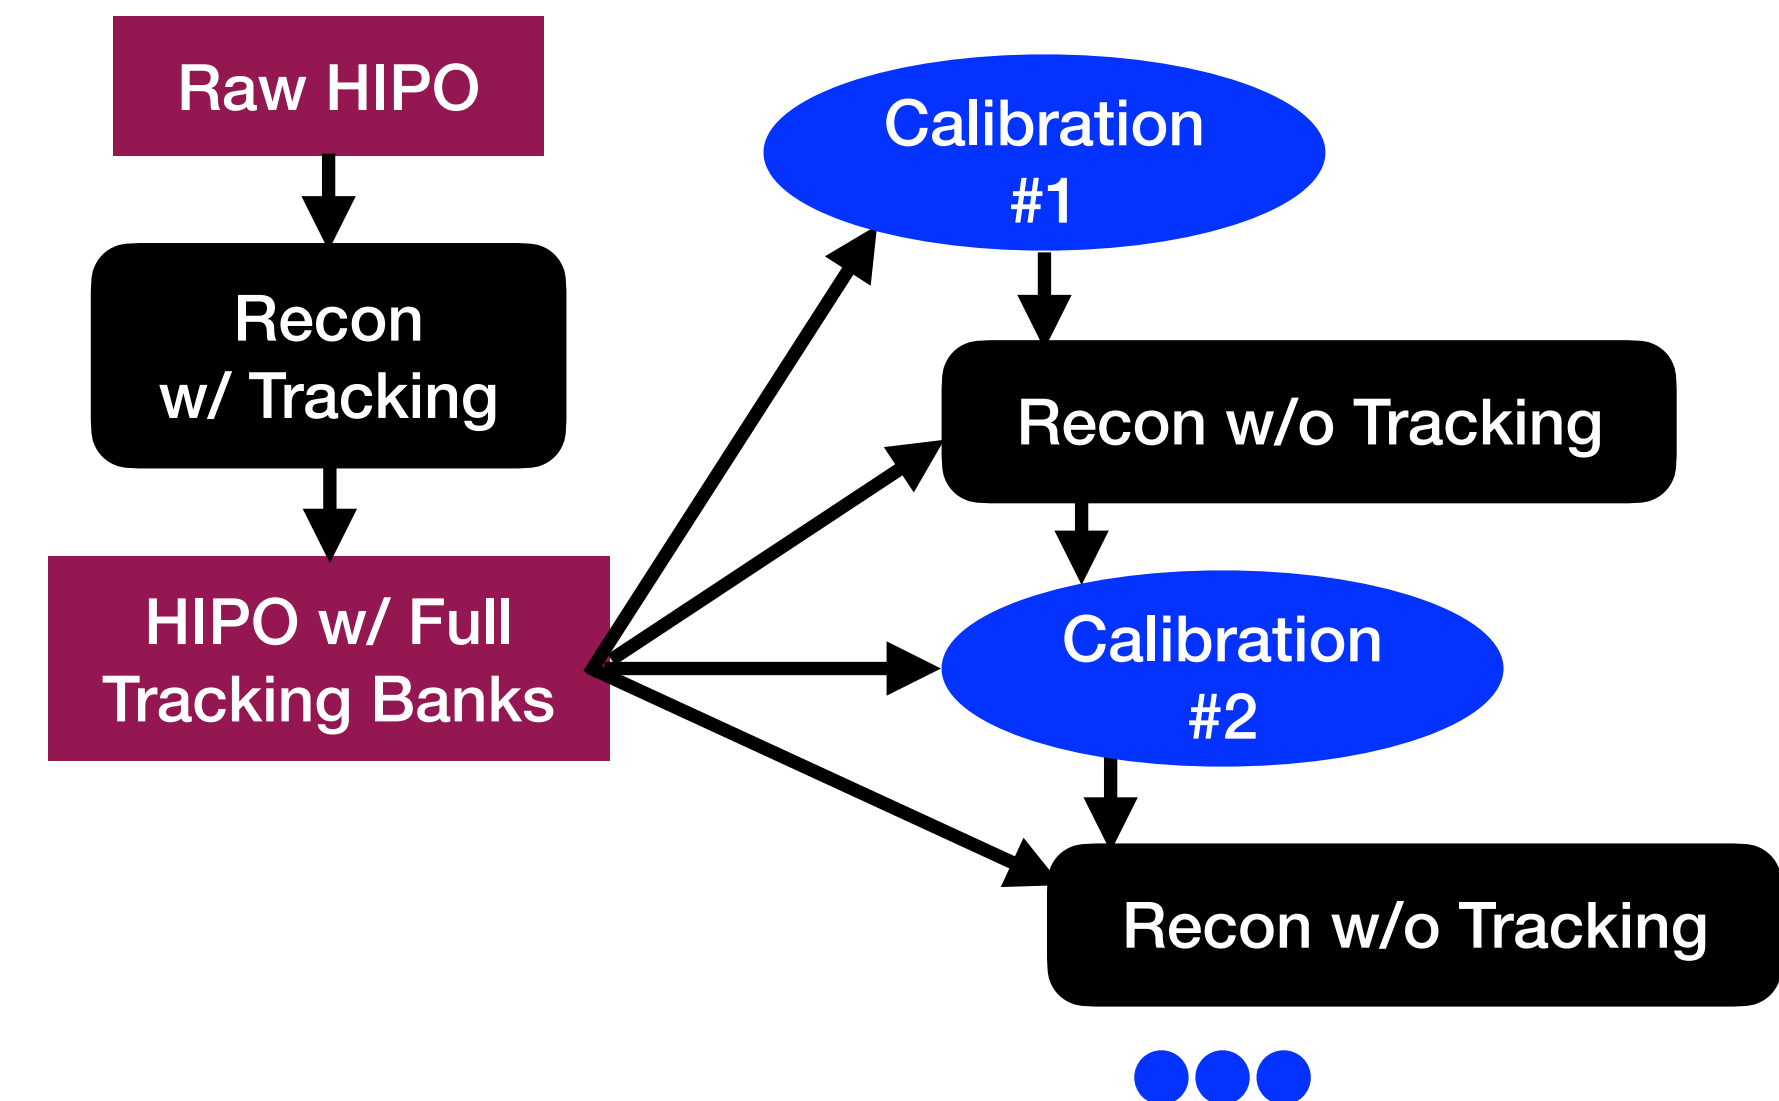 Raw HIPO
Recon
w/ Tracking
HIPO w/ Full
Tracking Banks
Calibration
#1
Recon w/o Tracking
Calibration
#2
Recon w/o Tracking